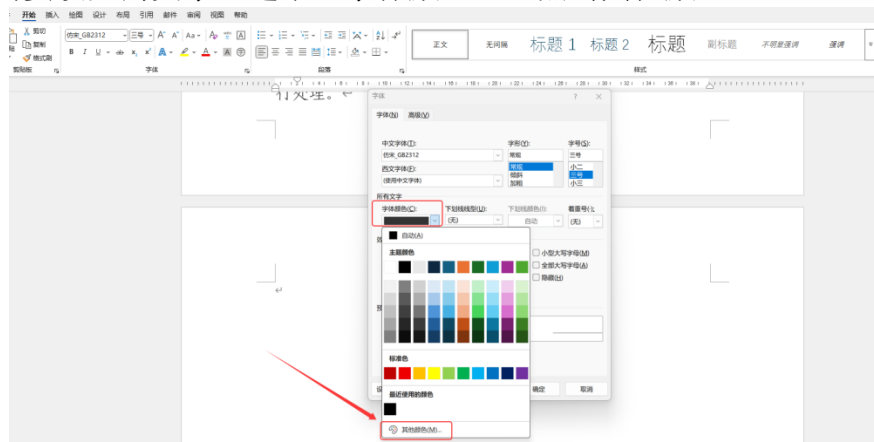 开始 插入 绘图 设计 布局 引用 邮件 审阅 视图 帮助
剪切
复制
格式刷
剪贴板
仿宋_GB2312 三号
字体
段落
正文 无间隔 标题 1 标题 2 标题 副标题 不明显强调 强调
样式
行处理。
字体 ? ×
字体(N) 高级(V)
中文字体(T): 字形(Y): 字号(S):
仿宋_GB2312 常规 三号
常规 小二
西文字体(F): 倾斜 三号
(使用中文字体) 加粗 小三
所有文字
字体颜色(C): 下划线线型(U): 下划线颜色(I): 着重号(·):
(无) 自动 (无)
自动(A)
主题颜色
小型大写字母(M)
全部大写字母(A)
隐藏(H)
标准色
最近使用的颜色
确定 取消
其他颜色(M)...